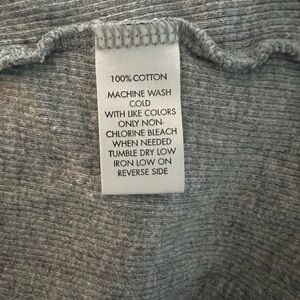 100% COTTON
MACHINE WASH
COLD
WITH LIKE COLORS
ONLY NON-
CHLORINE BLEACH
WHEN NEEDED
TUMBLE DRY LOW
IRON LOW ON
REVERSE SIDE